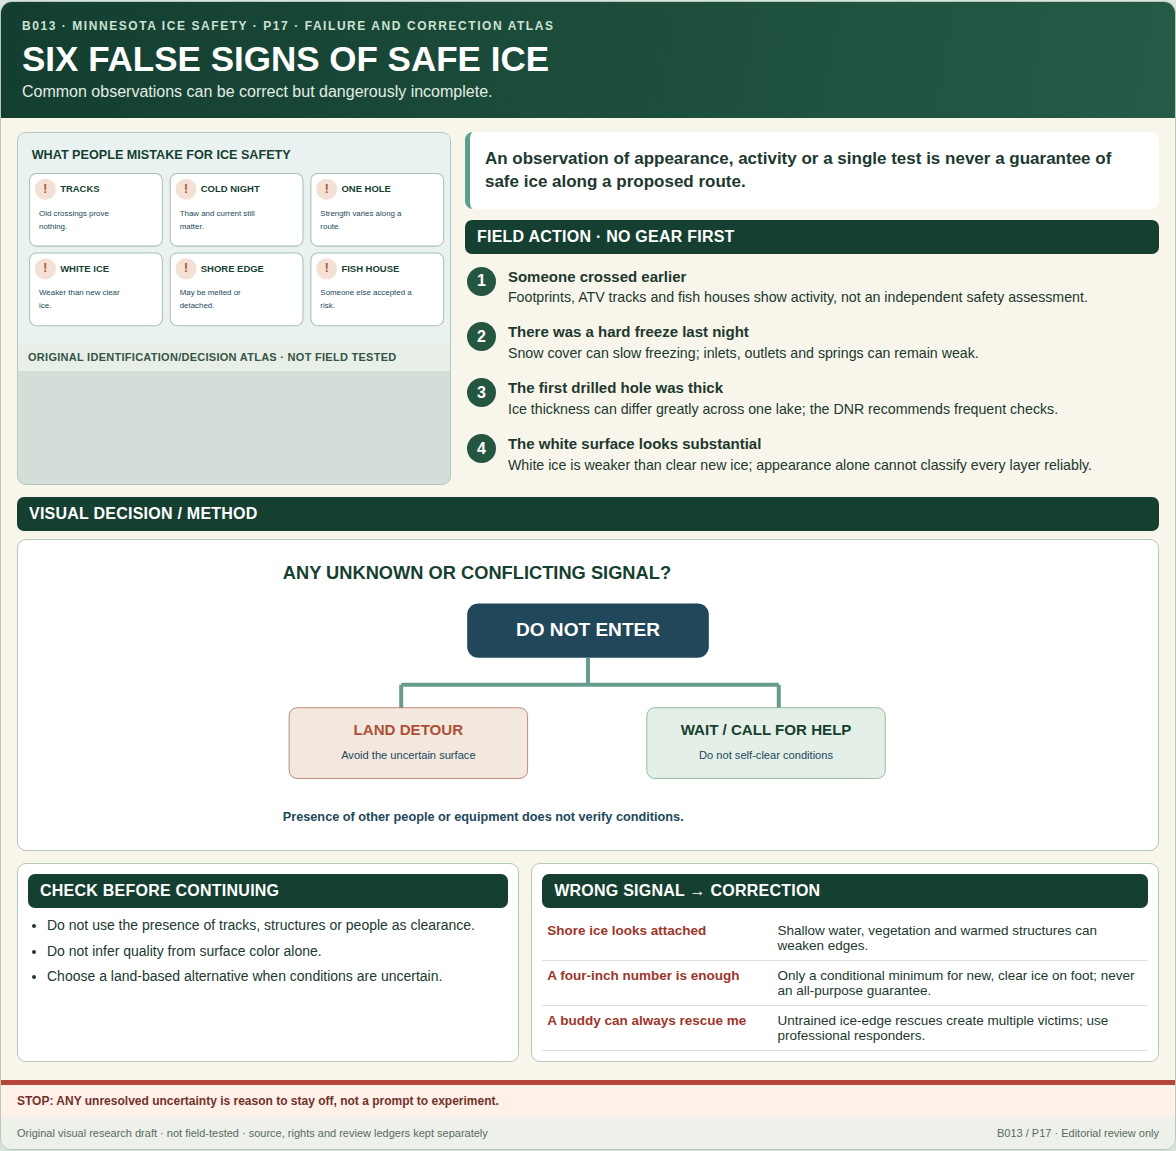 B013 · MINNESOTA ICE SAFETY · P17 · FAILURE AND CORRECTION ATLAS
SIX FALSE SIGNS OF SAFE ICE
Common observations can be correct but dangerously incomplete.
WHAT PEOPLE MISTAKE FOR ICE SAFETY
! TRACKS
Old crossings prove
nothing.
! COLD NIGHT
Thaw and current still
matter.
! ONE HOLE
Strength varies along a
route.
! WHITE ICE
Weaker than new clear
ice.
! SHORE EDGE
May be melted or
detached.
! FISH HOUSE
Someone else accepted a
risk.
ORIGINAL IDENTIFICATION/DECISION ATLAS · NOT FIELD TESTED
An observation of appearance, activity or a single test is never a guarantee of
safe ice along a proposed route.
FIELD ACTION · NO GEAR FIRST
1 Someone crossed earlier
Footprints, ATV tracks and fish houses show activity, not an independent safety assessment.
2 There was a hard freeze last night
Snow cover can slow freezing; inlets, outlets and springs can remain weak.
3 The first drilled hole was thick
Ice thickness can differ greatly across one lake; the DNR recommends frequent checks.
4 The white surface looks substantial
White ice is weaker than clear new ice; appearance alone cannot classify every layer reliably.
VISUAL DECISION / METHOD
ANY UNKNOWN OR CONFLICTING SIGNAL?
DO NOT ENTER
LAND DETOUR
Avoid the uncertain surface
WAIT / CALL FOR HELP
Do not self-clear conditions
Presence of other people or equipment does not verify conditions.
CHECK BEFORE CONTINUING
• Do not use the presence of tracks, structures or people as clearance.
• Do not infer quality from surface color alone.
• Choose a land-based alternative when conditions are uncertain.
WRONG SIGNAL → CORRECTION
Shore ice looks attached
Shallow water, vegetation and warmed structures can
weaken edges.
A four-inch number is enough
Only a conditional minimum for new, clear ice on foot; never
an all-purpose guarantee.
A buddy can always rescue me
Untrained ice-edge rescues create multiple victims; use
professional responders.
STOP: ANY unresolved uncertainty is reason to stay off, not a prompt to experiment.
Original visual research draft · not field-tested · source, rights and review ledgers kept separately
B013 / P17 · Editorial review only